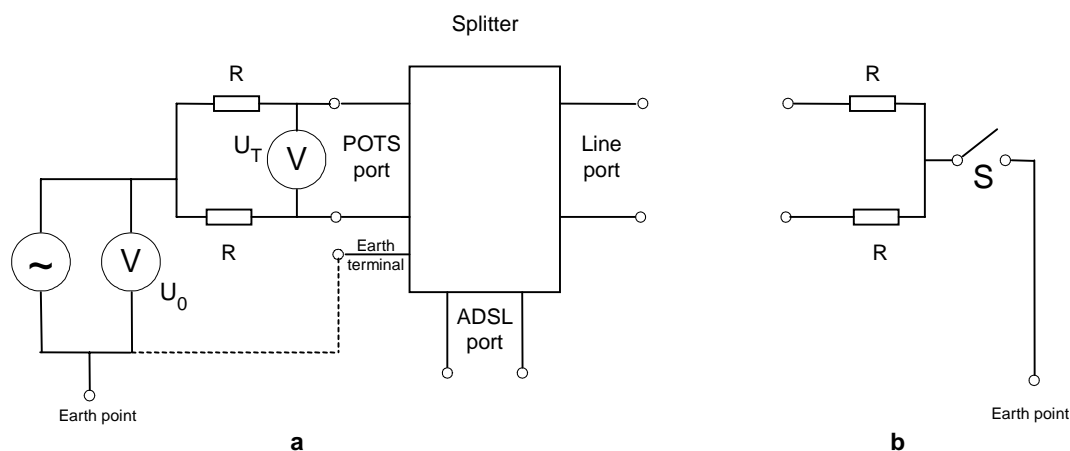 Splitter
R
U_T
V
POTS
port
Line
port
R
Earth
terminal
~
V
U_0
ADSL
port
Earth point
a
R
S
R
Earth point
b